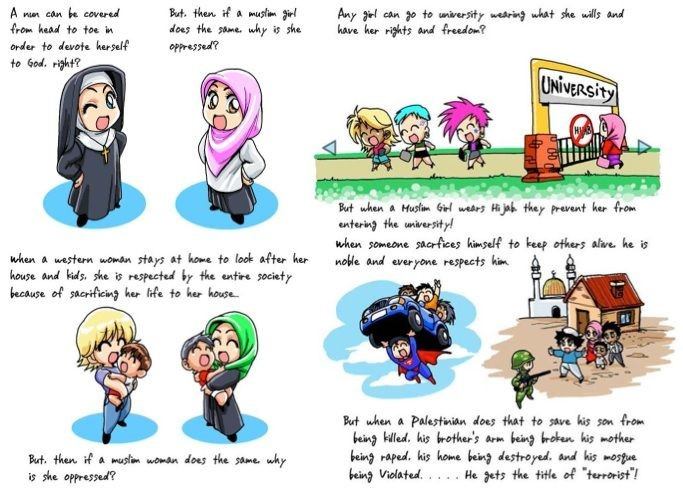 A nun can be covered
from head to toe in
order to devote herself
to God, right?
But, then, if a muslim girl
does the same, why is she
oppressed?
Any girl can go to university wearing what she wills and
have her rights and freedom?
UNIVERSITY
HIJAB
But when a Muslim Girl wears Hijab, they prevent her from
entering the university!
when a western woman stays at home to look after her
house and kids, she is respected by the entire society
because of sacrificing her life to her house..
But, then, if a muslim woman does the same, why
is she oppressed?
When someone sacrfices himself to keep others alive, he is
noble and everyone respects him.
But when a Palestinian does that to save his son from
being killed, his brother's arm being broken, his mother
being raped, his home being destroyed, and his mosque
being Violated. . . . . He gets the title of "terrorist"!